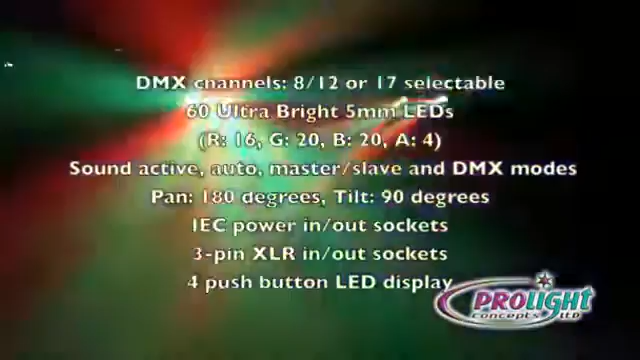 DMX channels: 8/12 or 17 selectable
60 Ultra Bright 5mm LEDs
(R: 16, G: 20, B: 20, A: 4)
Sound active, auto, master/slave and DMX modes
Pan: 180 degrees, Tilt: 90 degrees
IEC power in/out sockets
3-pin XLR in/out sockets
4 push button LED display
PROLIGHT
concepts LTD